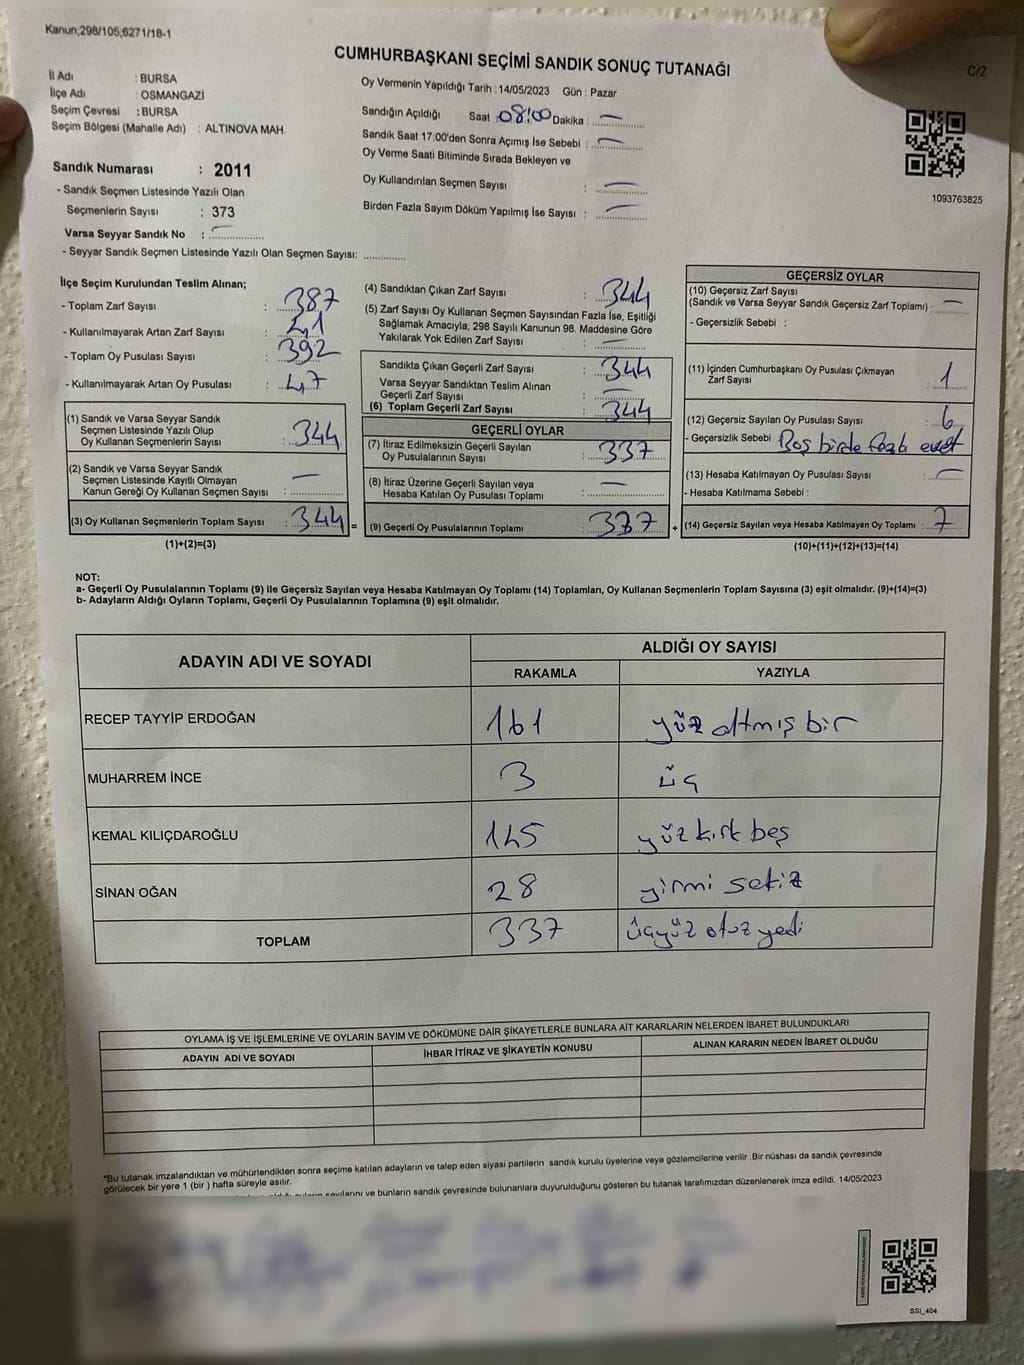 Kanun;298/105;6271/18-1
CUMHURBAŞKANI SEÇİMİ SANDIK SONUÇ TUTANAĞI
C/2
İl Adı : BURSA
İlçe Adı : OSMANGAZİ
Seçim Çevresi : BURSA
Seçim Bölgesi (Mahalle Adı) : ALTINOVA MAH.
Oy Vermenin Yapıldığı Tarih : 14/05/2023 Gün : Pazar
Sandığın Açıldığı Saat : 08:00 Dakika : —
Sandık Saat 17:00'den Sonra Açımış İse Sebebi : —
Oy Verme Saati Bitiminde Sırada Bekleyen ve
Oy Kullandırılan Seçmen Sayısı : —
Birden Fazla Sayım Döküm Yapılmış İse Sayısı : —
1093763825
Sandık Numarası : 2011
- Sandık Seçmen Listesinde Yazılı Olan
Seçmenlerin Sayısı : 373
Varsa Seyyar Sandık No : —
- Seyyar Sandık Seçmen Listesinde Yazılı Olan Seçmen Sayısı: ..............
İlçe Seçim Kurulundan Teslim Alınan;
- Toplam Zarf Sayısı : 387
- Kullanılmayarak Artan Zarf Sayısı : 41
- Toplam Oy Pusulası Sayısı : 392
- Kullanılmayarak Artan Oy Pusulası : 47
(1) Sandık ve Varsa Seyyar Sandık
Seçmen Listesinde Yazılı Olup
Oy Kullanan Seçmenlerin Sayısı : 344
(2) Sandık ve Varsa Seyyar Sandık
Seçmen Listesinde Kayıtlı Olmayan
Kanun Gereği Oy Kullanan Seçmen Sayısı : —
(3) Oy Kullanan Seçmenlerin Toplam Sayısı : 344 =
(1)+(2)=(3)
(4) Sandıktan Çıkan Zarf Sayısı : 344
(5) Zarf Sayısı Oy Kullanan Seçmen Sayısından Fazla İse, Eşitliği
Sağlamak Amacıyla; 298 Sayılı Kanunun 98. Maddesine Göre
Yakılarak Yok Edilen Zarf Sayısı : —
Sandıkta Çıkan Geçerli Zarf Sayısı : 344
Varsa Seyyar Sandıktan Teslim Alınan
Geçerli Zarf Sayısı : —
(6) Toplam Geçerli Zarf Sayısı : 344
GEÇERLİ OYLAR
(7) İtiraz Edilmeksizin Geçerli Sayılan
Oy Pusulalarının Sayısı : 337
(8) İtiraz Üzerine Geçerli Sayılan veya
Hesaba Katılan Oy Pusulası Toplamı : —
(9) Geçerli Oy Pusulalarının Toplamı : 337 +
GEÇERSİZ OYLAR
(10) Geçersiz Zarf Sayısı
(Sandık ve Varsa Seyyar Sandık Geçersiz Zarf Toplamı) : —
- Geçersizlik Sebebi :
(11) İçinden Cumhurbaşkanı Oy Pusulası Çıkmayan
Zarf Sayısı : 1
(12) Geçersiz Sayılan Oy Pusulası Sayısı : 6
- Geçersizlik Sebebi Boş birde fazla evet
(13) Hesaba Katılmayan Oy Pusulası Sayısı : —
- Hesaba Katılmama Sebebi :
(14) Geçersiz Sayılan veya Hesaba Katılmayan Oy Toplamı : 7
(10)+(11)+(12)+(13)=(14)
NOT:
a- Geçerli Oy Pusulalarının Toplamı (9) ile Geçersiz Sayılan veya Hesaba Katılmayan Oy Toplamı (14) Toplamları, Oy Kullanan Seçmenlerin Toplam Sayısına (3) eşit olmalıdır. (9)+(14)=(3)
b- Adayların Aldığı Oyların Toplamı, Geçerli Oy Pusulalarının Toplamına (9) eşit olmalıdır.
ADAYIN ADI VE SOYADI
ALDIĞI OY SAYISI
RAKAMLA YAZIYLA
RECEP TAYYİP ERDOĞAN 161 yüz altmış bir
MUHARREM İNCE 3 üç
KEMAL KILIÇDAROĞLU 145 yüz kırk beş
SİNAN OĞAN 28 yirmi sekiz
TOPLAM 337 üçyüz otuz yedi
OYLAMA İŞ VE İŞLEMLERİNE VE OYLARIN SAYIM VE DÖKÜMÜNE DAİR ŞİKAYETLERLE BUNLARA AİT KARARLARIN NELERDEN İBARET BULUNDUKLARI
ADAYIN ADI VE SOYADI İHBAR İTİRAZ VE ŞİKAYETİN KONUSU ALINAN KARARIN NEDEN İBARET OLDUĞU
*Bu tutanak imzalandıktan ve mühürlendikten sonra seçime katılan adayların ve talep eden siyasi partilerin sandık kurulu üyelerine veya gözlemcilerine verilir. Bir nüshası da sandık çevresinde
görülecek bir yere 1 (bir) hafta süreyle asılır.
sayılarını ve bunların sandık çevresinde bulunanlara duyurulduğunu gösteren bu tutanak tarafımızdan düzenlenerek imza edildi. 14/05/2023
SSI_404